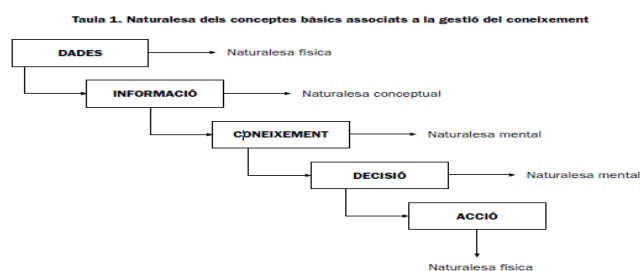 Taula 1. Naturalesa dels conceptes bàsics associats a la gestió del coneixement
DADES
Naturalesa física
INFORMACIÓ
Naturalesa conceptual
CONEIXEMENT
Naturalesa mental
DECISIÓ
Naturalesa mental
ACCIÓ
Naturalesa física